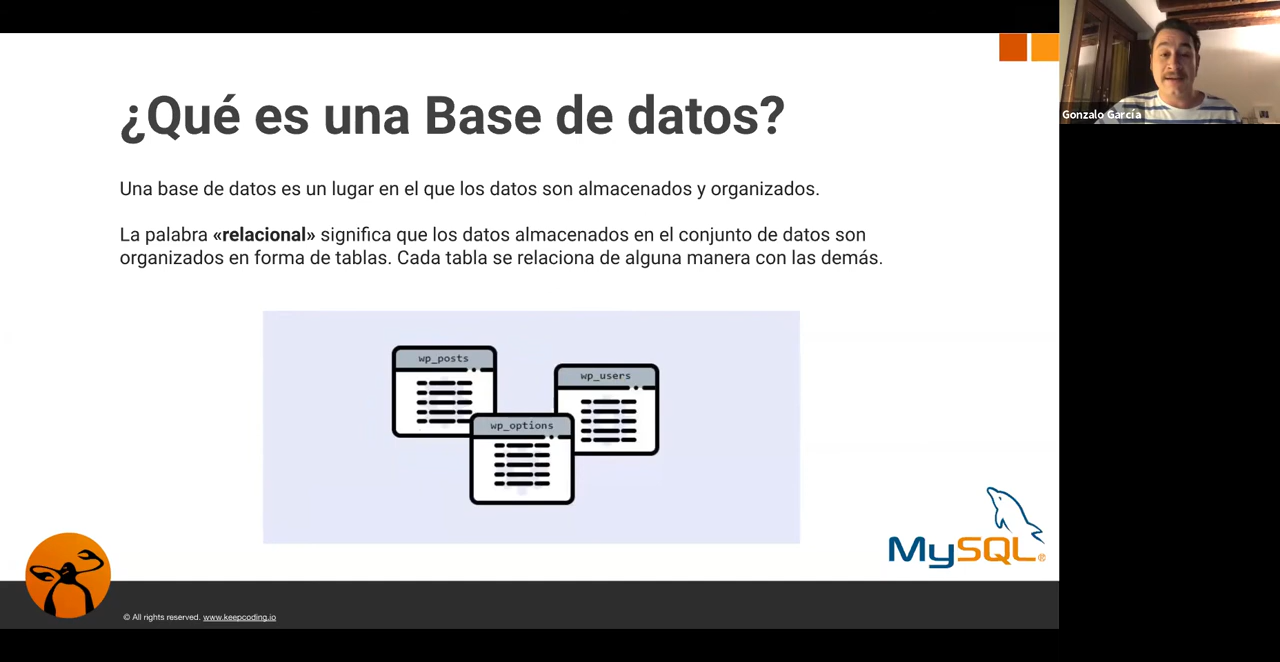 ¿Qué es una Base de datos?
Una base de datos es un lugar en el que los datos son almacenados y organizados.
La palabra «relacional» significa que los datos almacenados en el conjunto de datos son
organizados en forma de tablas. Cada tabla se relaciona de alguna manera con las demás.
wp_posts
wp_users
wp_options
MySQL®
© All rights reserved. www.keepcoding.io
Gonzalo García